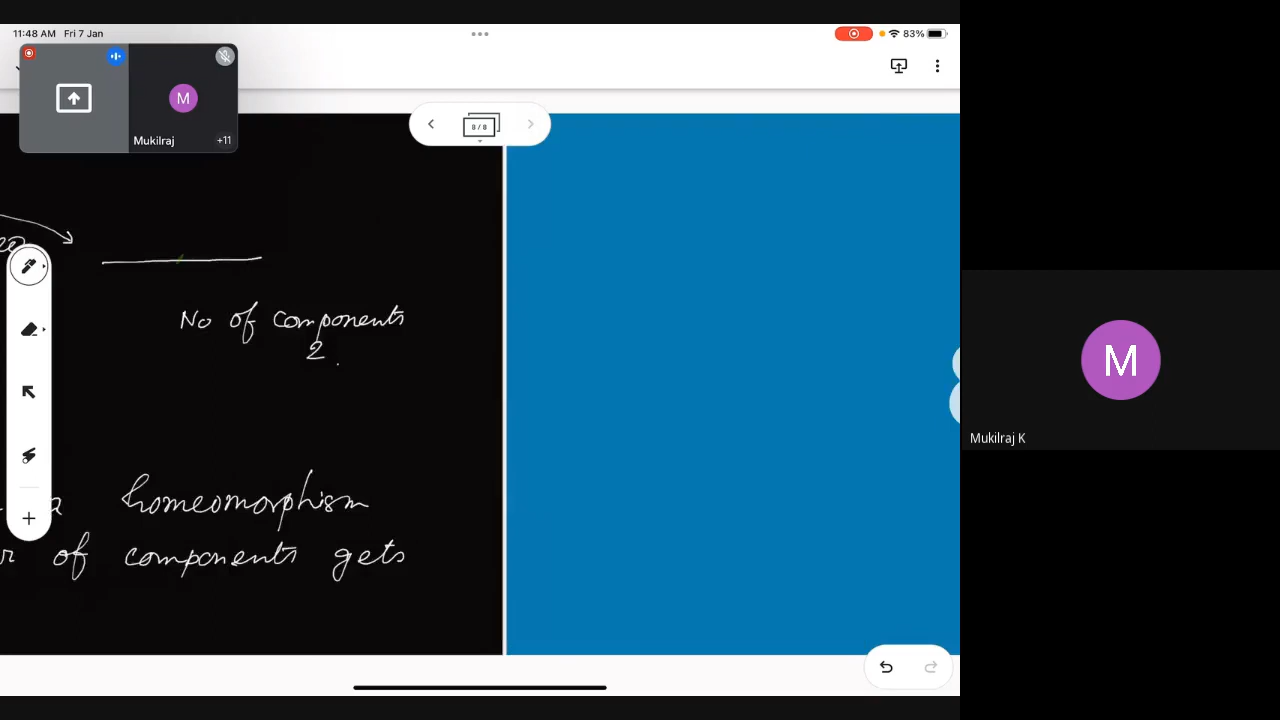 11:48 AM Fri 7 Jan
83%
M
Mukilraj +11
8 / 8
No of components
2
a homeomorphism
r of components gets
M
Mukilraj K